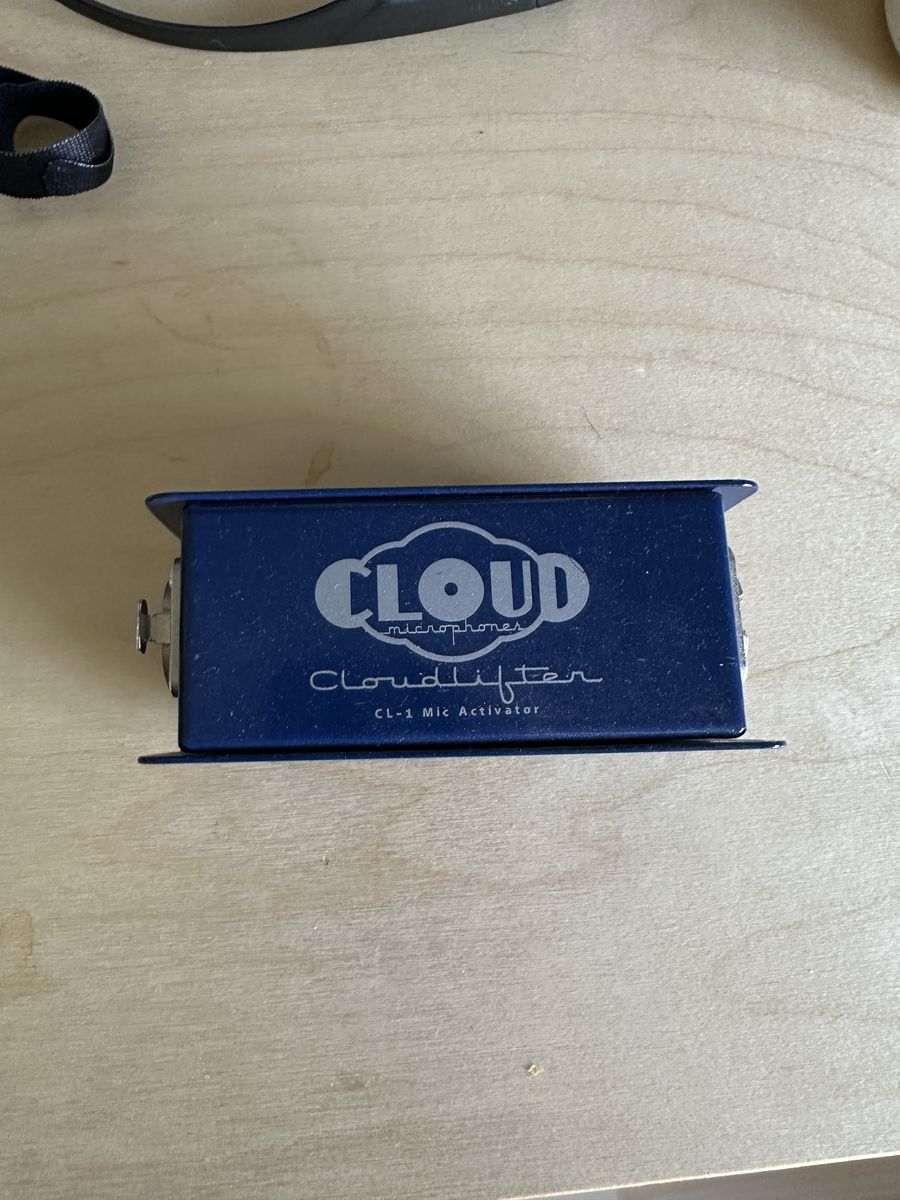 CLOUD
microphones
Cloudlifter
CL-1 Mic Activator